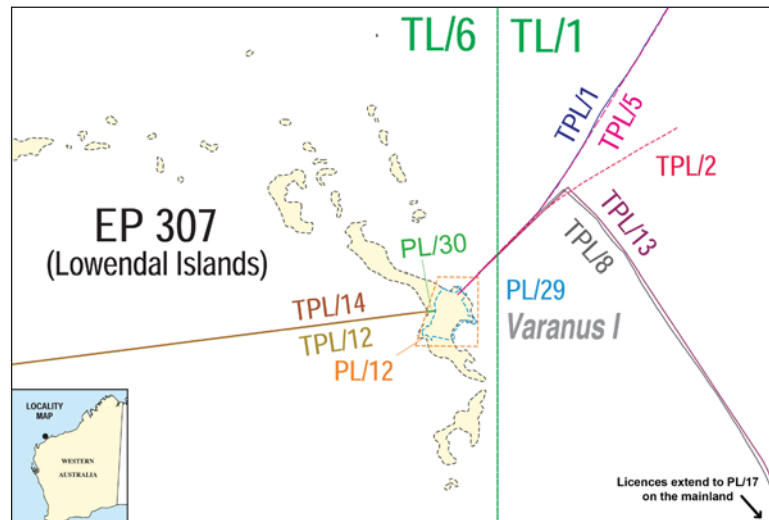 TL/6
TL/1
TPL/1
TPL/5
TPL/2
EP 307
(Lowendal Islands)
PL/30
TPL/13
TPL/8
TPL/14
TPL/12
PL/29
Varanus I
PL/12
LOCALITY
MAP
WESTERN
AUSTRALIA
Licences extend to PL/17
on the mainland